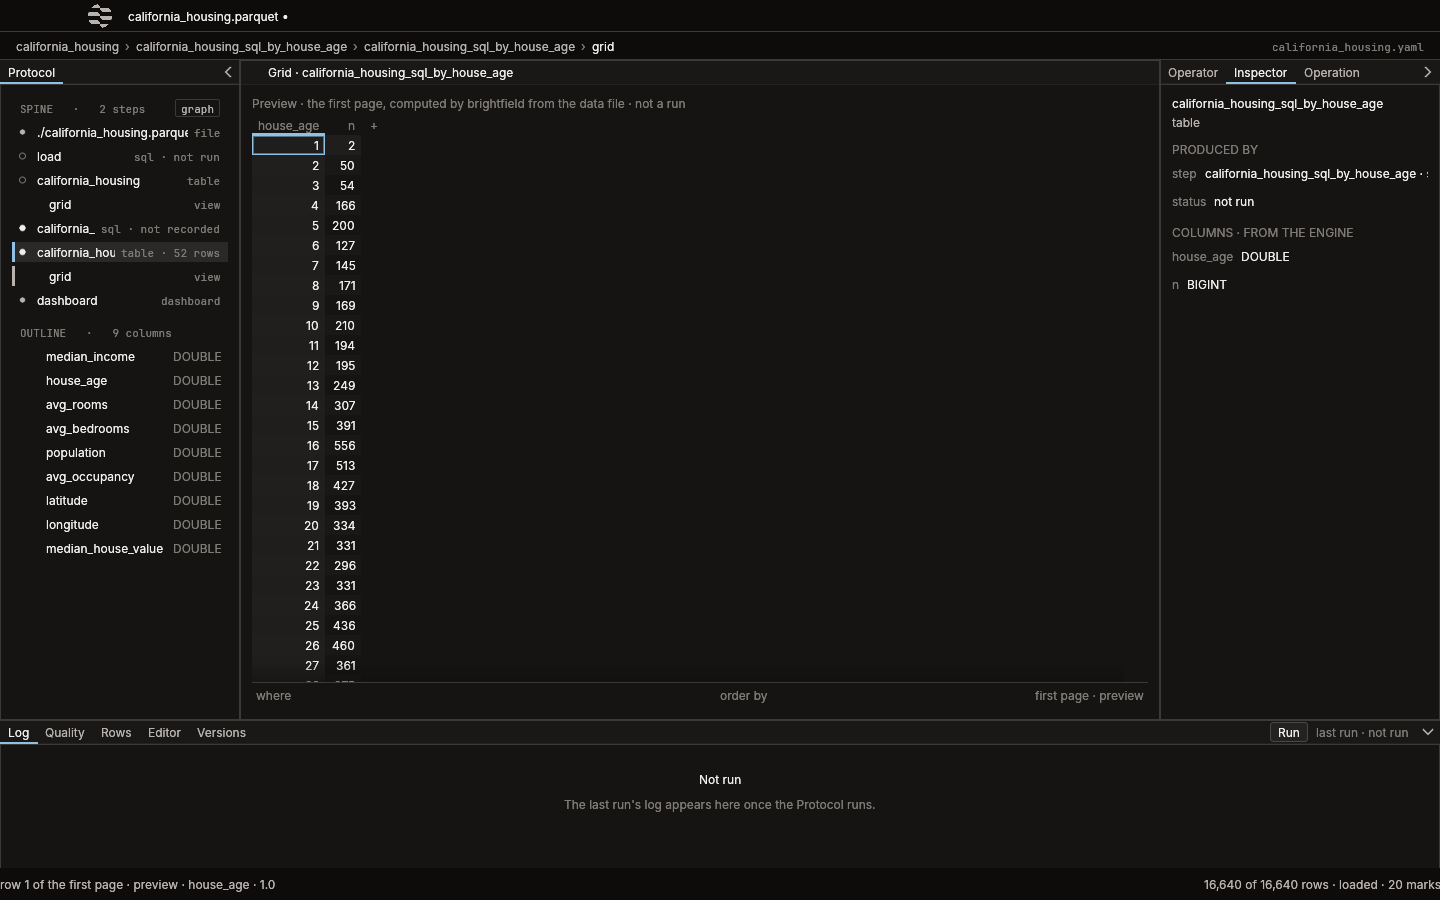 california_housing.parquet •
california_housing › california_housing_sql_by_house_age › california_housing_sql_by_house_age › grid
california_housing.yaml
Protocol
SPINE · 2 steps graph
./california_housing.parque file
load sql · not run
california_housing table
grid view
california_ sql · not recorded
california_hou table · 52 rows
grid view
dashboard dashboard
OUTLINE · 9 columns
median_income DOUBLE
house_age DOUBLE
avg_rooms DOUBLE
avg_bedrooms DOUBLE
population DOUBLE
avg_occupancy DOUBLE
latitude DOUBLE
longitude DOUBLE
median_house_value DOUBLE
Grid · california_housing_sql_by_house_age
Preview · the first page, computed by brightfield from the data file · not a run
house_age n +
1 2
2 50
3 54
4 166
5 200
6 127
7 145
8 171
9 169
10 210
11 194
12 195
13 249
14 307
15 391
16 556
17 513
18 427
19 393
20 334
21 331
22 296
23 331
24 366
25 436
26 460
27 361
where order by first page · preview
Operator Inspector Operation
california_housing_sql_by_house_age
table
PRODUCED BY
step california_housing_sql_by_house_age ·
status not run
COLUMNS · FROM THE ENGINE
house_age DOUBLE
n BIGINT
Log Quality Rows Editor Versions
Run last run · not run
Not run
The last run's log appears here once the Protocol runs.
row 1 of the first page · preview · house_age · 1.0
16,640 of 16,640 rows · loaded · 20 marks